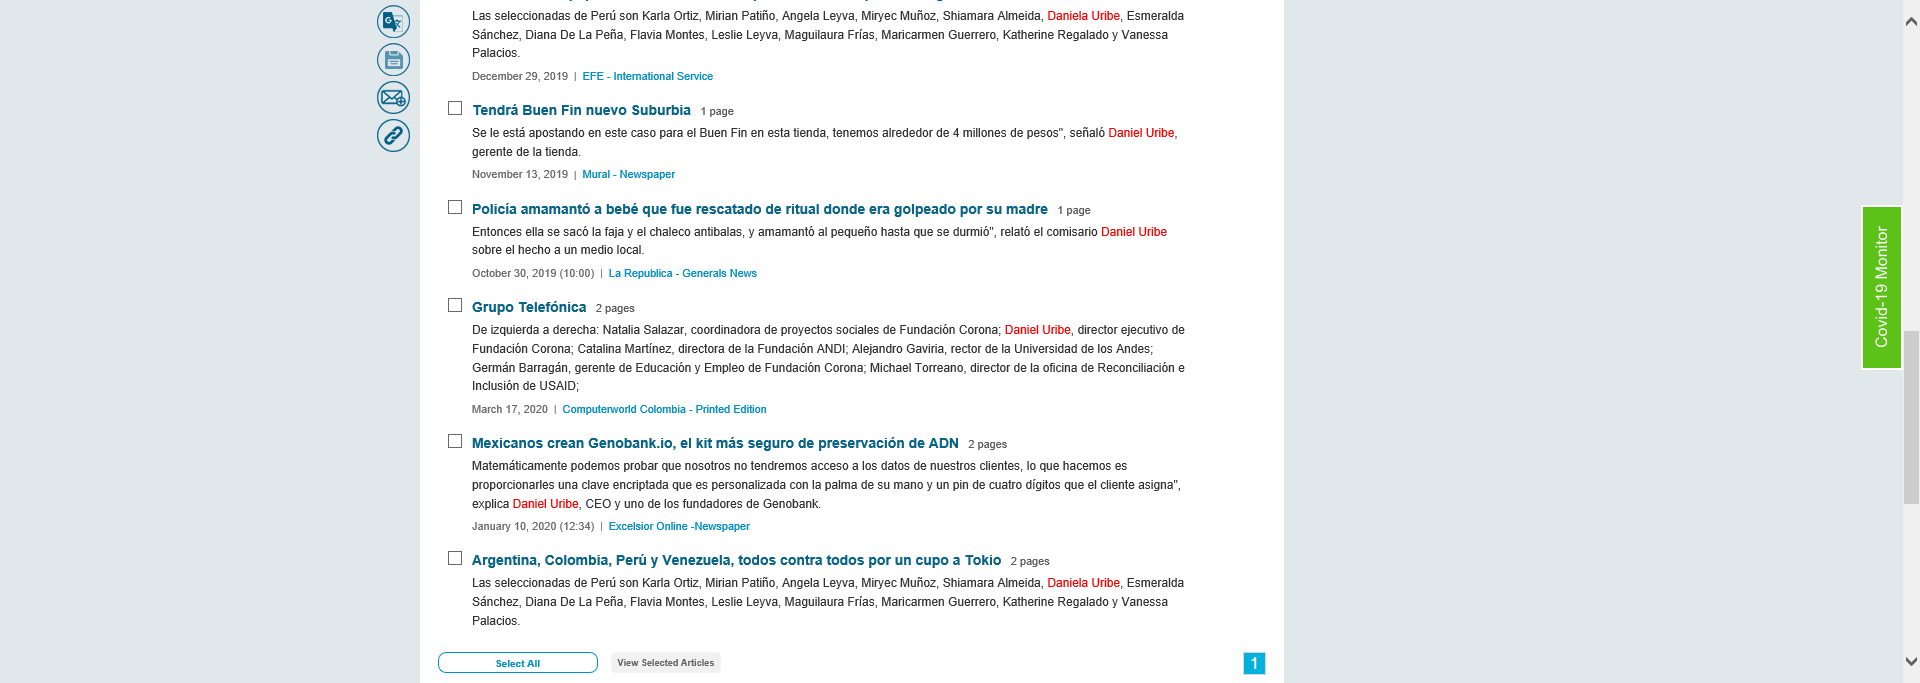 Las seleccionadas de Perú son Karla Ortiz, Mirian Patiño, Angela Leyva, Miryec Muñoz, Shiamara Almeida, Daniela Uribe, Esmeralda
Sánchez, Diana De La Peña, Flavia Montes, Leslie Leyva, Maguilaura Frías, Maricarmen Guerrero, Katherine Regalado y Vanessa
Palacios.
December 29, 2019 | EFE - International Service
Tendrá Buen Fin nuevo Suburbia 1 page
Se le está apostando en este caso para el Buen Fin en esta tienda, tenemos alrededor de 4 millones de pesos", señaló Daniel Uribe,
gerente de la tienda.
November 13, 2019 | Mural - Newspaper
Policía amamantó a bebé que fue rescatado de ritual donde era golpeado por su madre 1 page
Entonces ella se sacó la faja y el chaleco antibalas, y amamantó al pequeño hasta que se durmió", relató el comisario Daniel Uribe
sobre el hecho a un medio local.
October 30, 2019 (10:00) | La Republica - Generals News
Grupo Telefónica 2 pages
De izquierda a derecha: Natalia Salazar, coordinadora de proyectos sociales de Fundación Corona; Daniel Uribe, director ejecutivo de
Fundación Corona; Catalina Martínez, directora de la Fundación ANDI; Alejandro Gaviria, rector de la Universidad de los Andes;
Germán Barragán, gerente de Educación y Empleo de Fundación Corona; Michael Torreano, director de la oficina de Reconciliación e
Inclusión de USAID;
March 17, 2020 | Computerworld Colombia - Printed Edition
Mexicanos crean Genobank.io, el kit más seguro de preservación de ADN 2 pages
Matemáticamente podemos probar que nosotros no tendremos acceso a los datos de nuestros clientes, lo que hacemos es
proporcionarles una clave encriptada que es personalizada con la palma de su mano y un pin de cuatro dígitos que el cliente asigna",
explica Daniel Uribe, CEO y uno de los fundadores de Genobank.
January 10, 2020 (12:34) | Excelsior Online -Newspaper
Argentina, Colombia, Perú y Venezuela, todos contra todos por un cupo a Tokio 2 pages
Las seleccionadas de Perú son Karla Ortiz, Mirian Patiño, Angela Leyva, Miryec Muñoz, Shiamara Almeida, Daniela Uribe, Esmeralda
Sánchez, Diana De La Peña, Flavia Montes, Leslie Leyva, Maguilaura Frías, Maricarmen Guerrero, Katherine Regalado y Vanessa
Palacios.
Select All View Selected Articles 1
Covid-19 Monitor